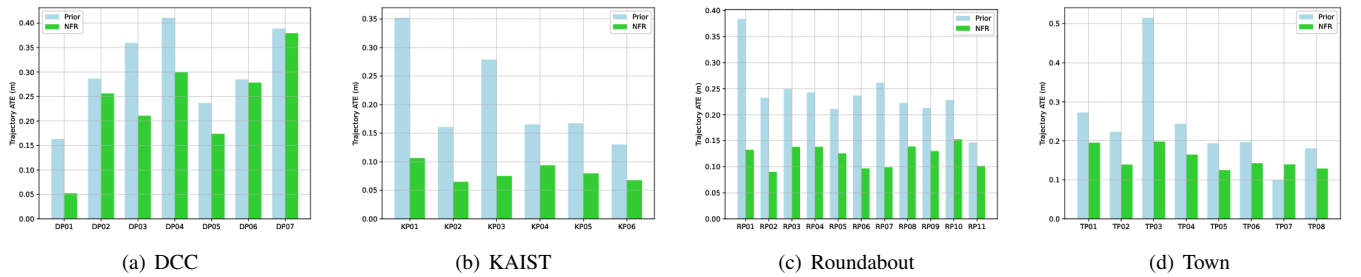 Trajectory ATE (m)
0.40
0.35
0.30
0.25
0.20
0.15
0.10
0.05
0.00
Prior
NFR
DP01 DP02 DP03 DP04 DP05 DP06 DP07
(a) DCC
Trajectory ATE (m)
0.35
0.30
0.25
0.20
0.15
0.10
0.05
0.00
Prior
NFR
KP01 KP02 KP03 KP04 KP05 KP06
(b) KAIST
Trajectory ATE (m)
0.40
0.35
0.30
0.25
0.20
0.15
0.10
0.05
0.00
Prior
NFR
RP01 RP02 RP03 RP04 RP05 RP06 RP07 RP08 RP09 RP10 RP11
(c) Roundabout
Trajectory ATE (m)
0.5
0.4
0.3
0.2
0.1
0.0
Prior
NFR
TP01 TP02 TP03 TP04 TP05 TP06 TP07 TP08
(d) Town